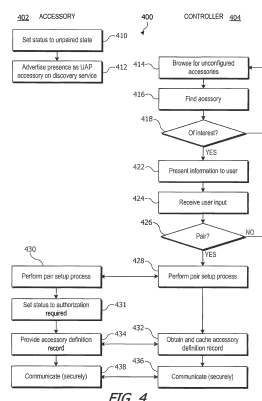 402 ACCESSORY
400
CONTROLLER 404
Set status to unpaired state
410
Advertise presence as UAP
accessory on discovery service
412
414
Browse for unconfigured
accessories
416
Find acessory
418
Of interest?
YES
422
Present information to user
424
Receive user input
426
Pair?
NO
YES
430
Perform pair setup process
428
Perform pair setup process
Set status to authorization
required
431
Provide accessory definition
record
434
432
Obtain and cache accessory
definition record
Communicate (securely)
438
436
Communicate (securely)
FIG. 4